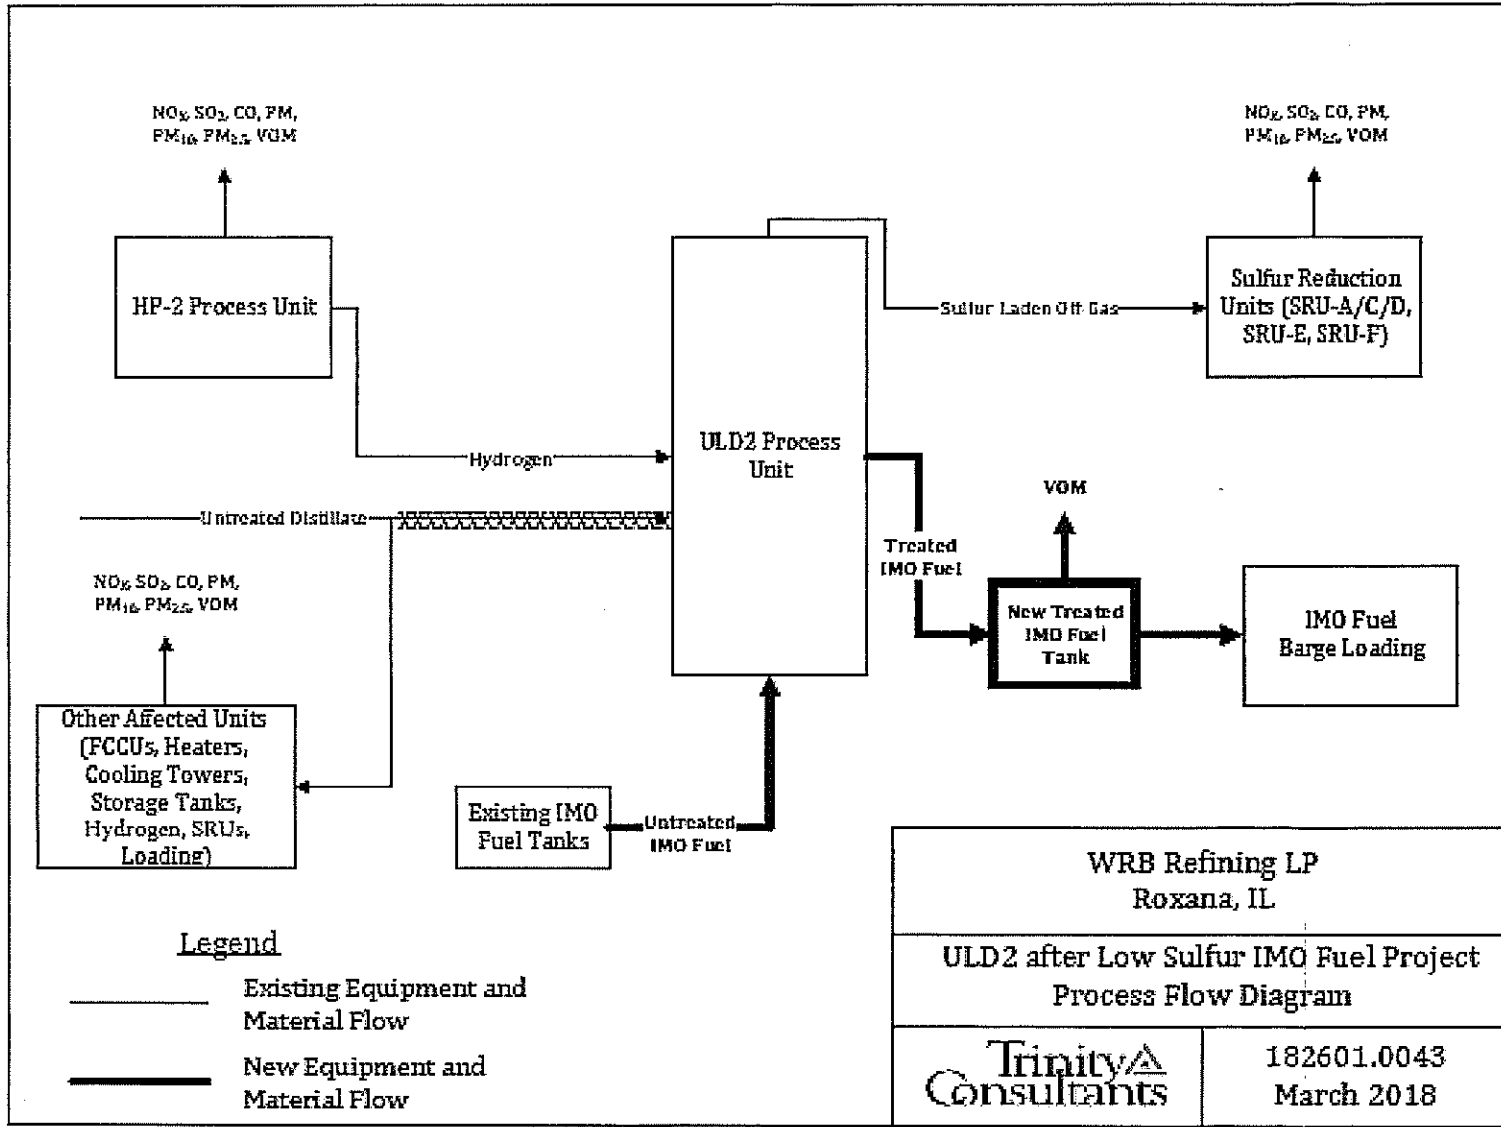 NOₓ, SO₂, CO, PM,
PM₁₀, PM₂.₅, VOM
NOₓ, SO₂, CO, PM,
PM₁₀, PM₂.₅, VOM
HP-2 Process Unit
Sulfur Laden Off Gas
Sulfur Reduction
Units (SRU-A/C/D,
SRU-E, SRU-F)
ULD2 Process
Unit
Hydrogen
Untreated Distillate
VOM
Treated
IMO Fuel
NOₓ, SO₂, CO, PM,
PM₁₀, PM₂.₅, VOM
New Treated
IMO Fuel
Tank
IMO Fuel
Barge Loading
Other Affected Units
(FCCUs, Heaters,
Cooling Towers,
Storage Tanks,
Hydrogen, SRUs,
Loading)
Existing IMO
Fuel Tanks
Untreated
IMO Fuel
Legend
Existing Equipment and
Material Flow
New Equipment and
Material Flow
WRB Refining LP
Roxana, IL
ULD2 after Low Sulfur IMO Fuel Project
Process Flow Diagram
Trinity
Consultants
182601.0043
March 2018